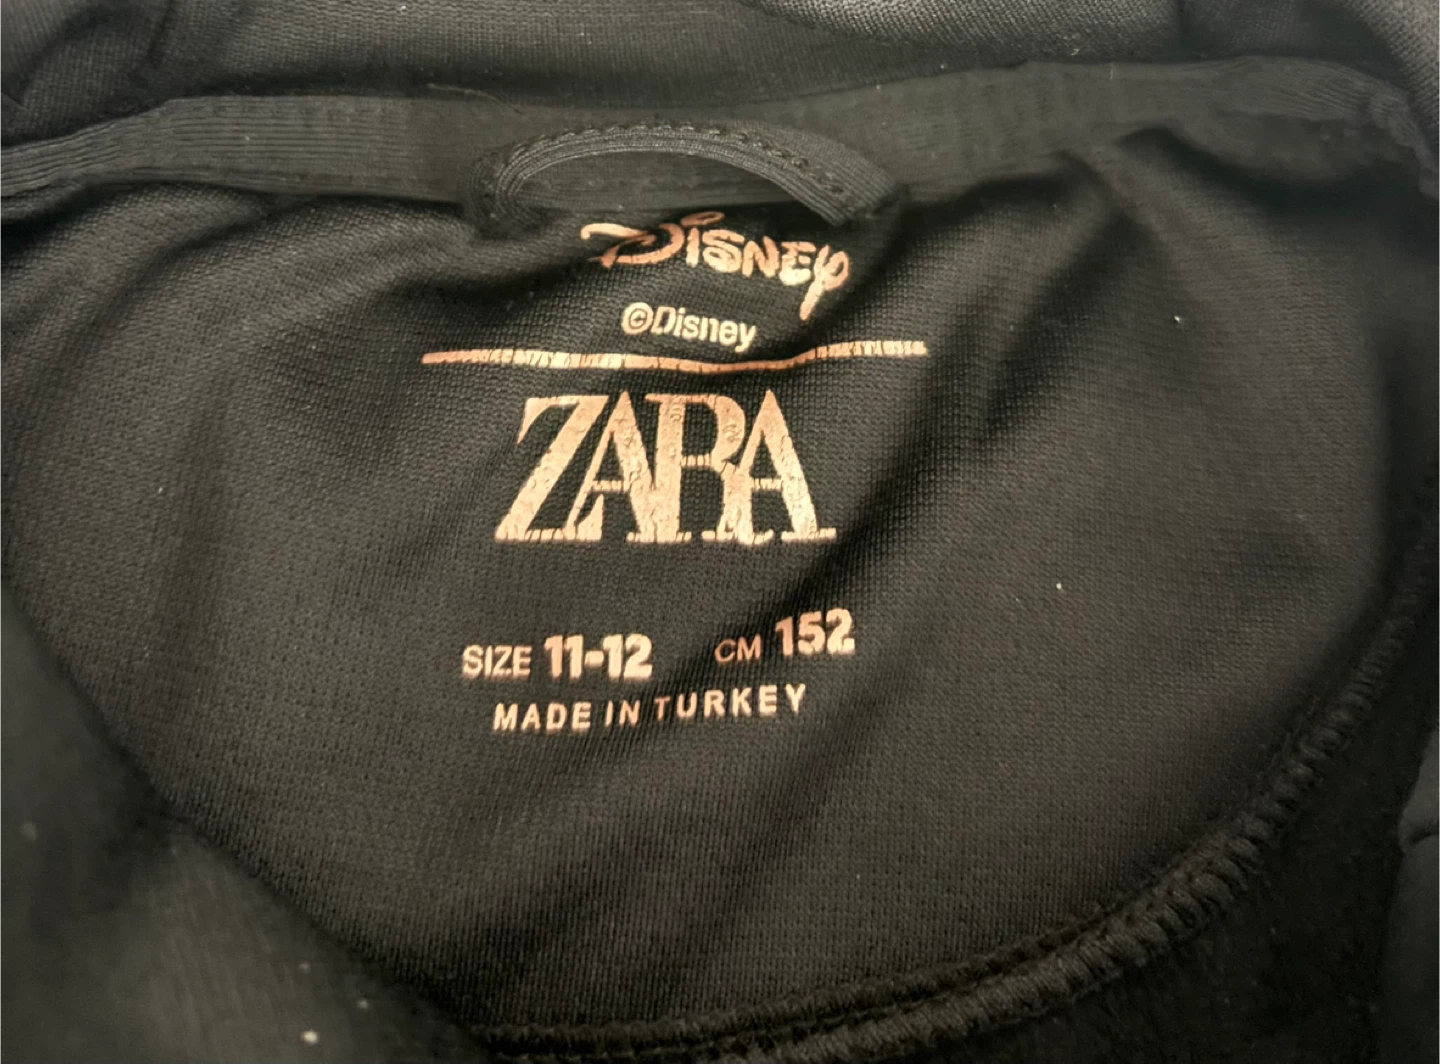 Disney
©Disney
ZARA
SIZE 11-12 CM 152
MADE IN TURKEY